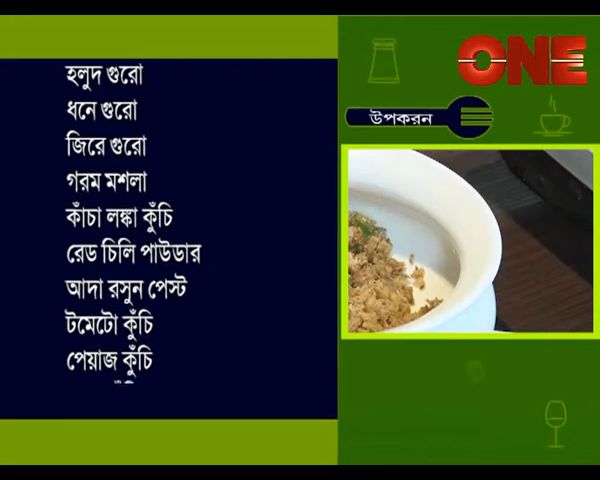 ONE
উপকরন
হলুদ গুরো
ধনে গুরো
জিরে গুরো
গরম মশলা
কাঁচা লঙ্কা কুঁচি
রেড চিলি পাউডার
আদা রসুন পেস্ট
টমেটো কুঁচি
পেয়াজ কুঁচি